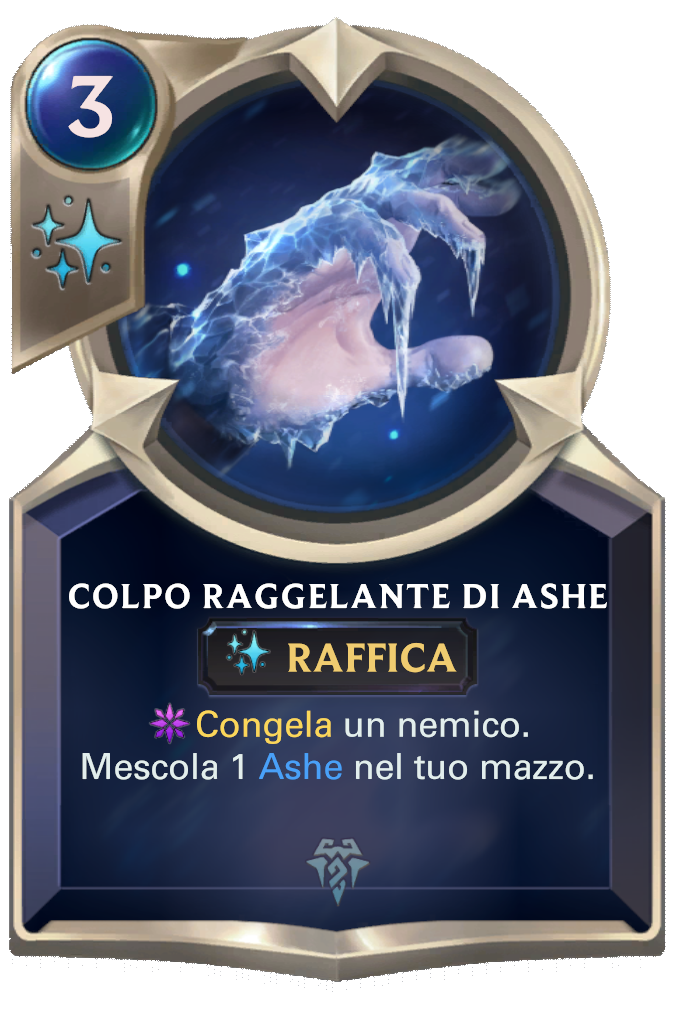 3
COLPO RAGGELANTE DI ASHE
RAFFICA
Congela un nemico.
Mescola 1 Ashe nel tuo mazzo.